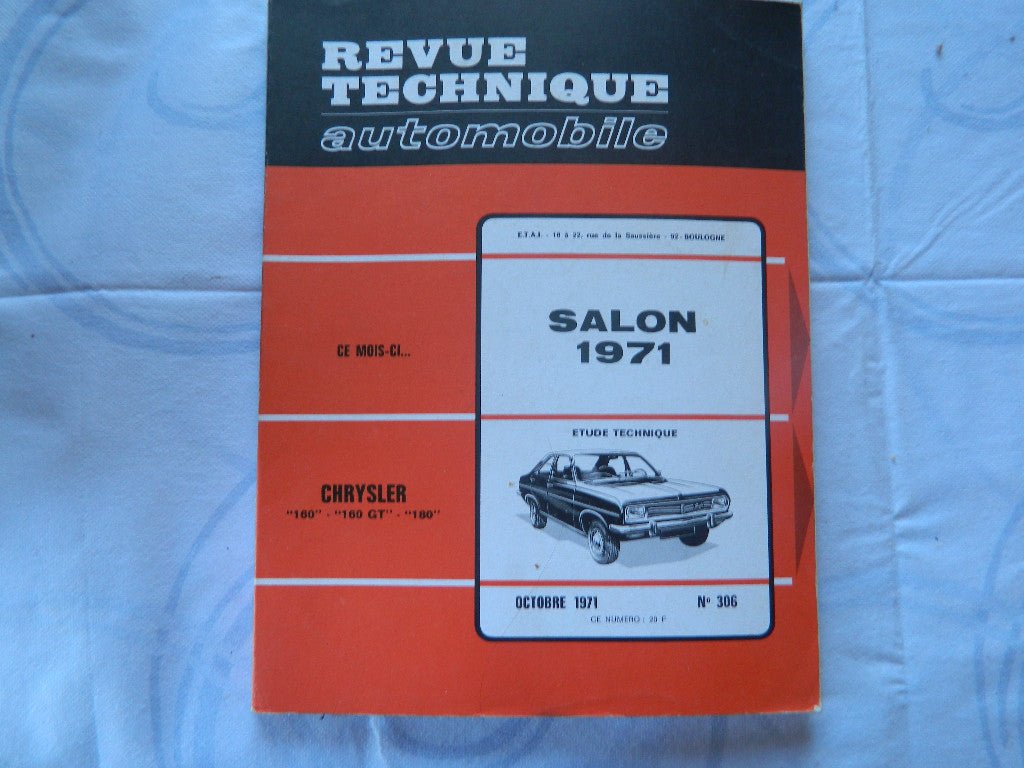 REVUE
TECHNIQUE
automobile
E.T.A.I. - 18 à 22, rue de la Saussière - 92 - BOULOGNE
SALON
1971
CE MOIS-CI...
ETUDE TECHNIQUE
CHRYSLER
"160" - "160 GT" - "180"
OCTOBRE 1971 N° 306
CE NUMERO : 20 F